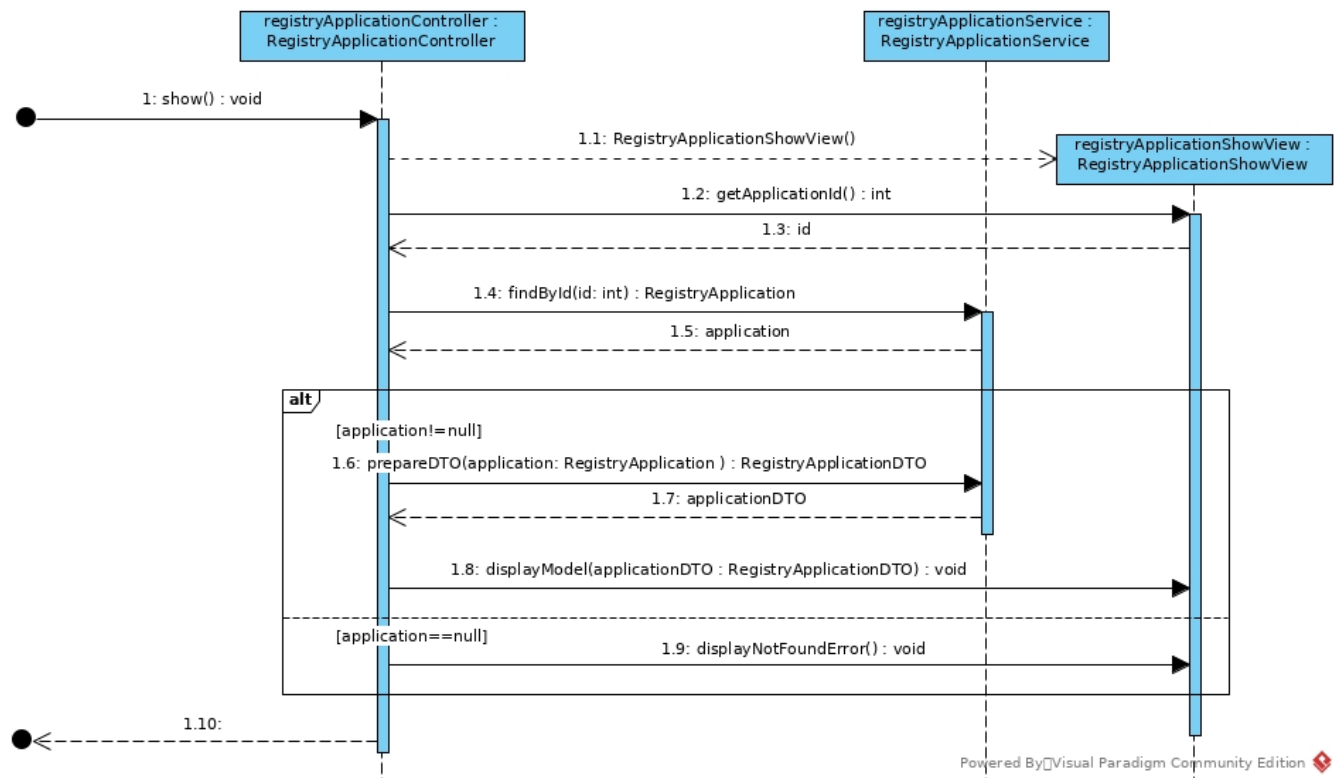 registryApplicationController :
RegistryApplicationController
registryApplicationService :
RegistryApplicationService
1: show() : void
1.1: RegistryApplicationShowView()
registryApplicationShowView :
RegistryApplicationShowView
1.2: getApplicationId() : int
1.3: id
1.4: findById(id: int) : RegistryApplication
1.5: application
alt
[application!=null]
1.6: prepareDTO(application: RegistryApplication ) : RegistryApplicationDTO
1.7: applicationDTO
1.8: displayModel(applicationDTO : RegistryApplicationDTO) : void
[application==null]
1.9: displayNotFoundError() : void
1.10:
Powered By▯Visual Paradigm Community Edition